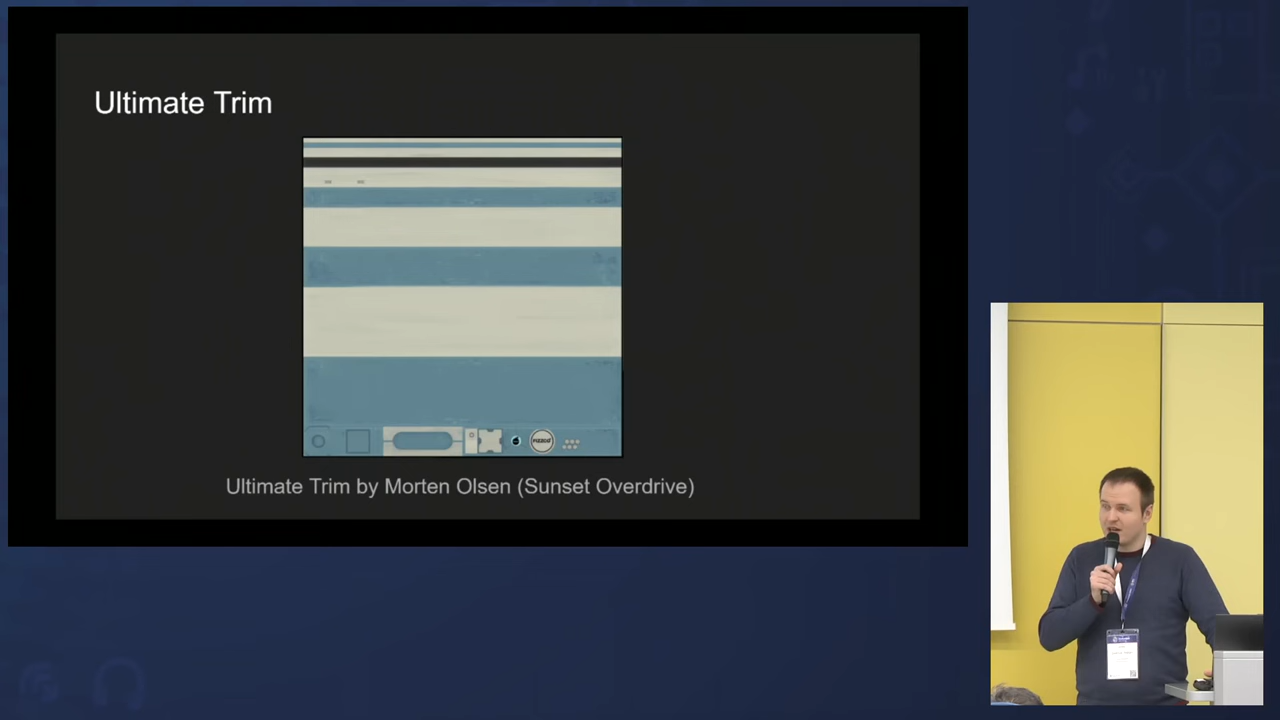 Ultimate Trim
Ultimate Trim by Morten Olsen (Sunset Overdrive)